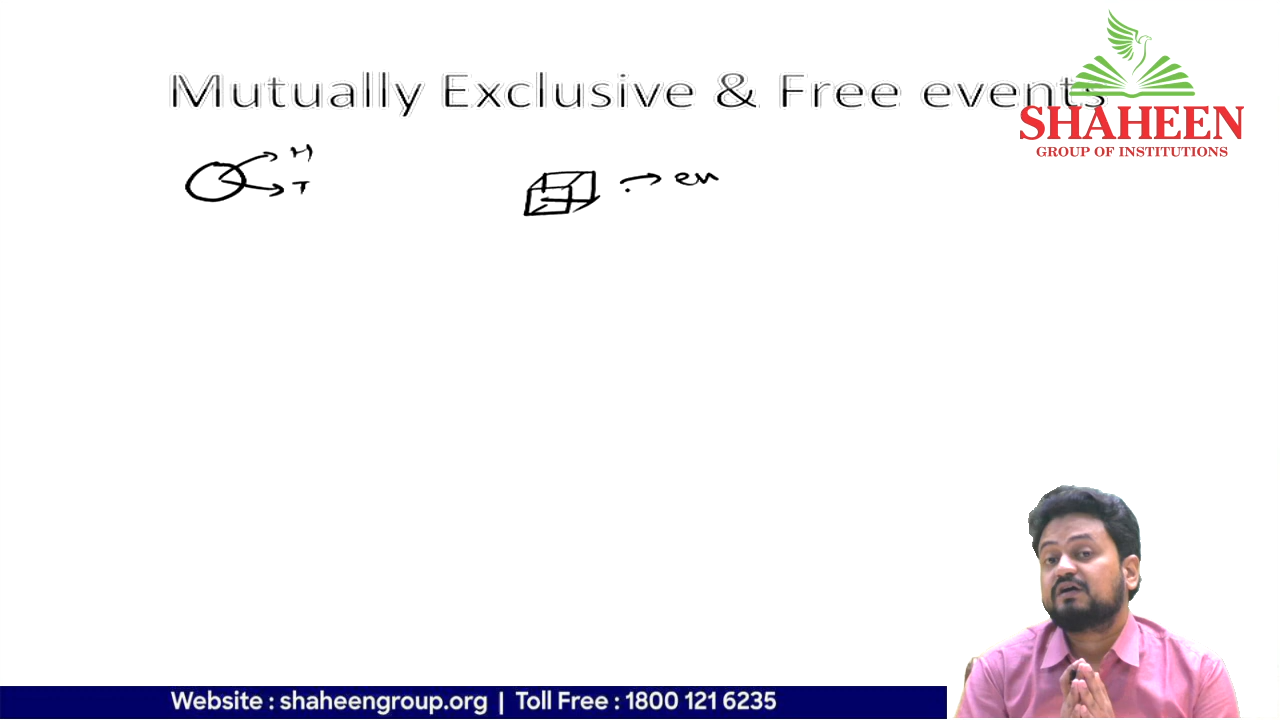 Mutually Exclusive & Free events
SHAHEEN
GROUP OF INSTITUTIONS
H
T
Website : shaheengroup.org | Toll Free : 1800 121 6235